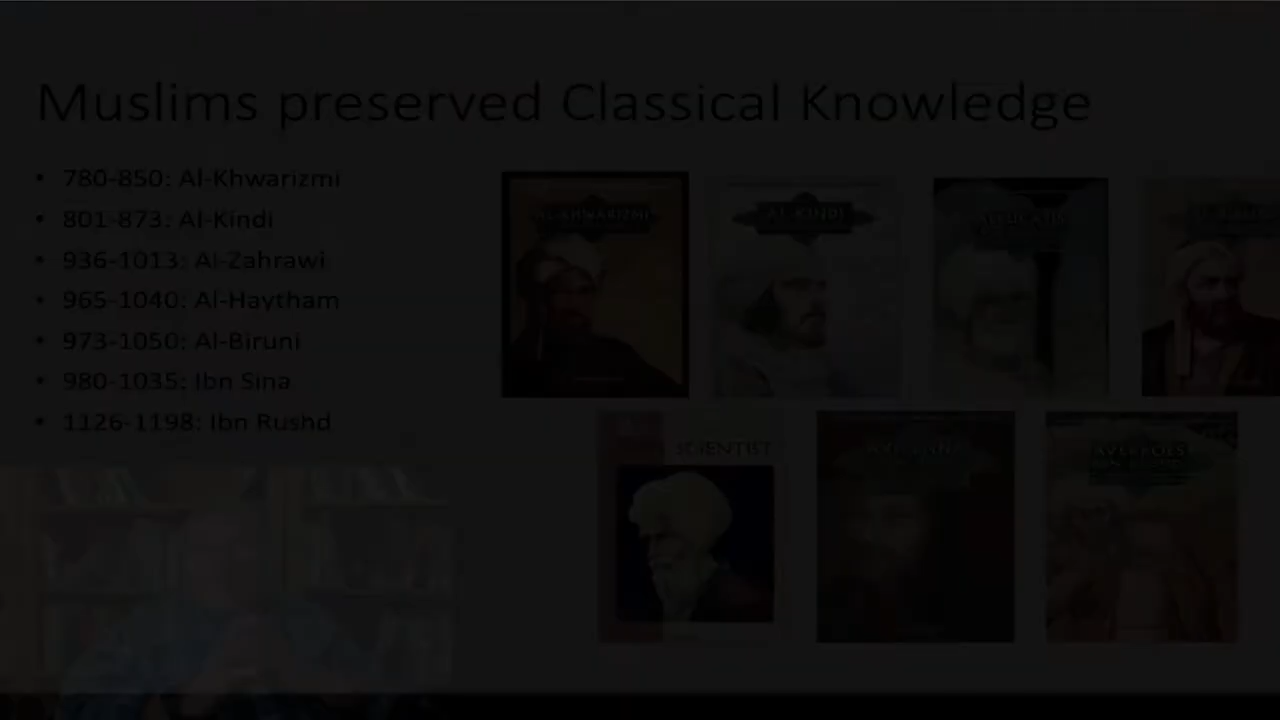 Muslims preserved Classical Knowledge
• 780-850: Al-Khwarizmi
• 801-873: Al-Kindi
• 936-1013: Al-Zahrawi
• 965-1040: Al-Haytham
• 973-1050: Al-Biruni
• 980-1035: Ibn Sina
• 1126-1198: Ibn Rushd
AL-KHWARIZMI
AL-KINDI
SCIENTIST
AVERROES